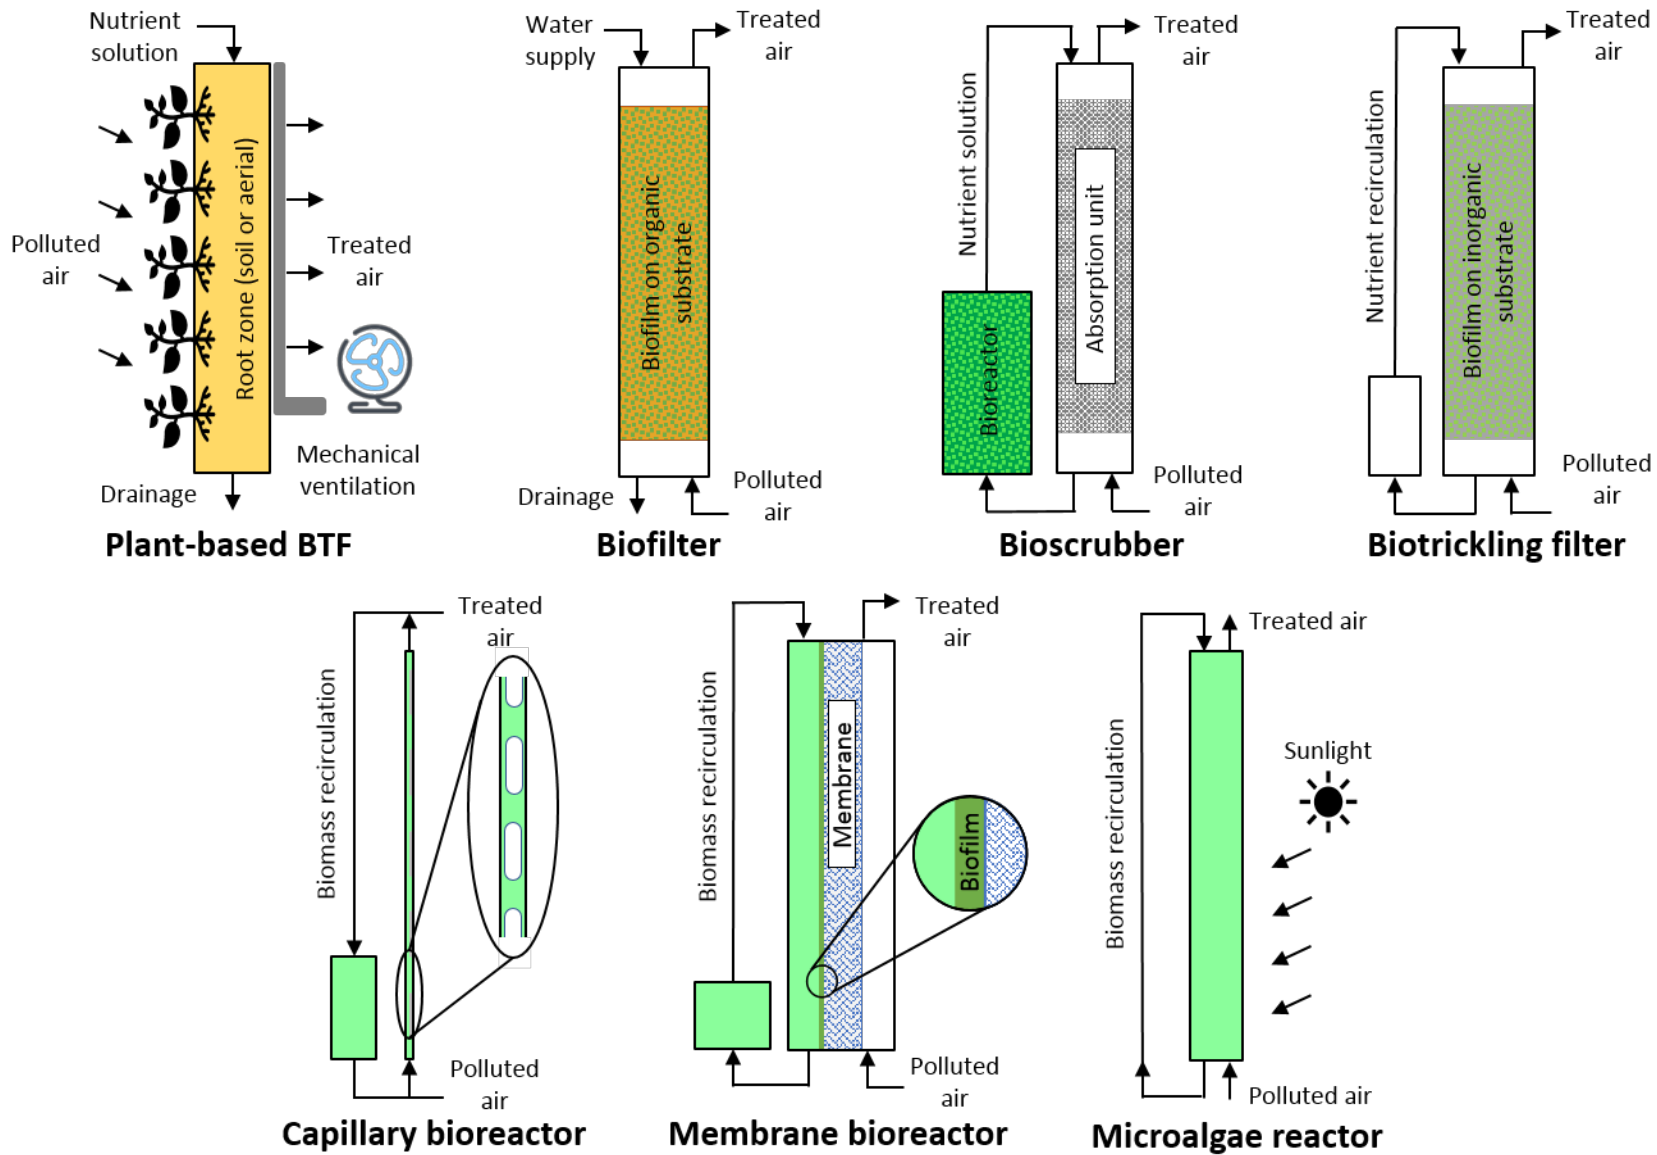 Nutrient
solution
Polluted
air
Root zone (soil or aerial)
Treated
air
Mechanical
ventilation
Drainage
Plant-based BTF
Water
supply
Treated
air
Biofilm on organic
substrate
Drainage
Polluted
air
Biofilter
Treated
air
Nutrient solution
Absorption unit
Bioreactor
Polluted
air
Bioscrubber
Treated
air
Nutrient recirculation
Biofilm on inorganic
substrate
Polluted
air
Biotrickling filter
Treated
air
Biomass recirculation
Polluted
air
Capillary bioreactor
Treated
air
Biomass recirculation
Membrane
Biofilm
Polluted
air
Membrane bioreactor
Treated air
Sunlight
Biomass recirculation
Polluted air
Microalgae reactor